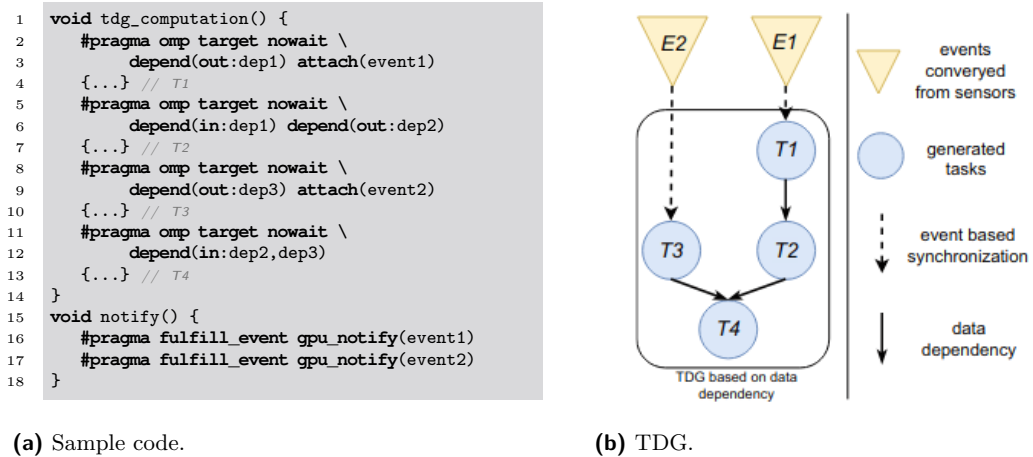 1 void tdg_computation() {
2 #pragma omp target nowait \
3 depend(out:dep1) attach(event1)
4 {...} // T1
5 #pragma omp target nowait \
6 depend(in:dep1) depend(out:dep2)
7 {...} // T2
8 #pragma omp target nowait \
9 depend(out:dep3) attach(event2)
10 {...} // T3
11 #pragma omp target nowait \
12 depend(in:dep2,dep3)
13 {...} // T4
14 }
15 void notify() {
16 #pragma fulfill_event gpu_notify(event1)
17 #pragma fulfill_event gpu_notify(event2)
18 }
(a) Sample code.
E2 E1
T1
T3 T2
T4
TDG based on data
dependency
events
converyed
from sensors
generated
tasks
event based
synchronization
data
dependency
(b) TDG.